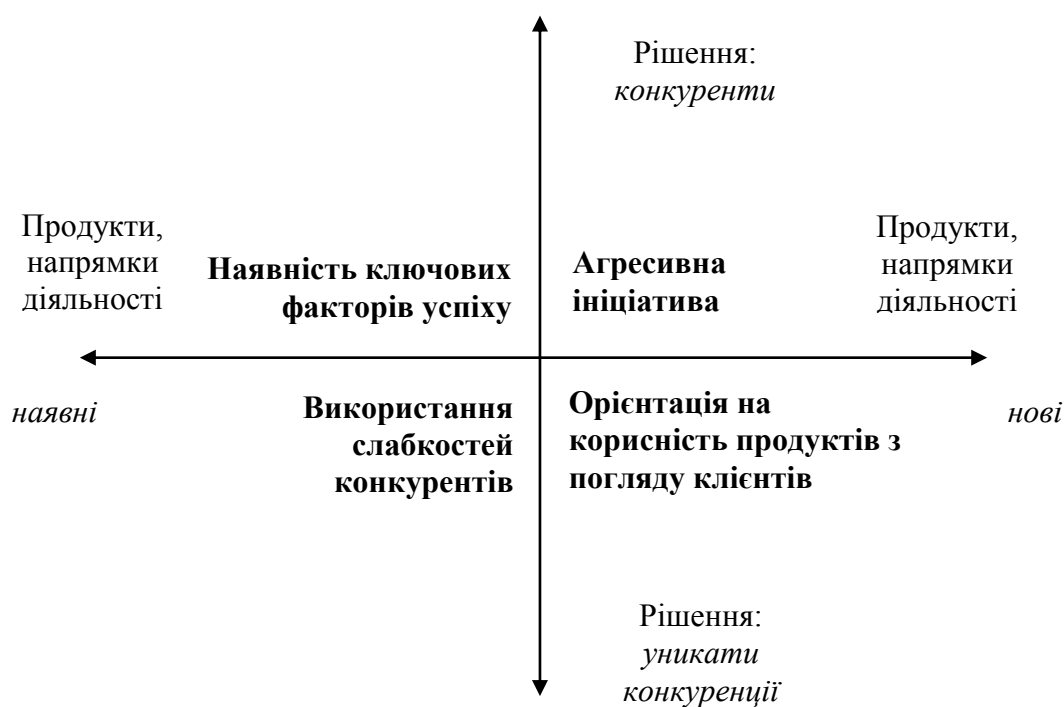 Рішення:
конкуренти
Продукти,
напрямки
діяльності
Наявність ключових
факторів успіху
Агресивна
ініціатива
Продукти,
напрямки
діяльності
наявні
Використання
слабкостей
конкурентів
Орієнтація на
корисність продуктів з
погляду клієнтів
нові
Рішення:
уникати
конкуренції